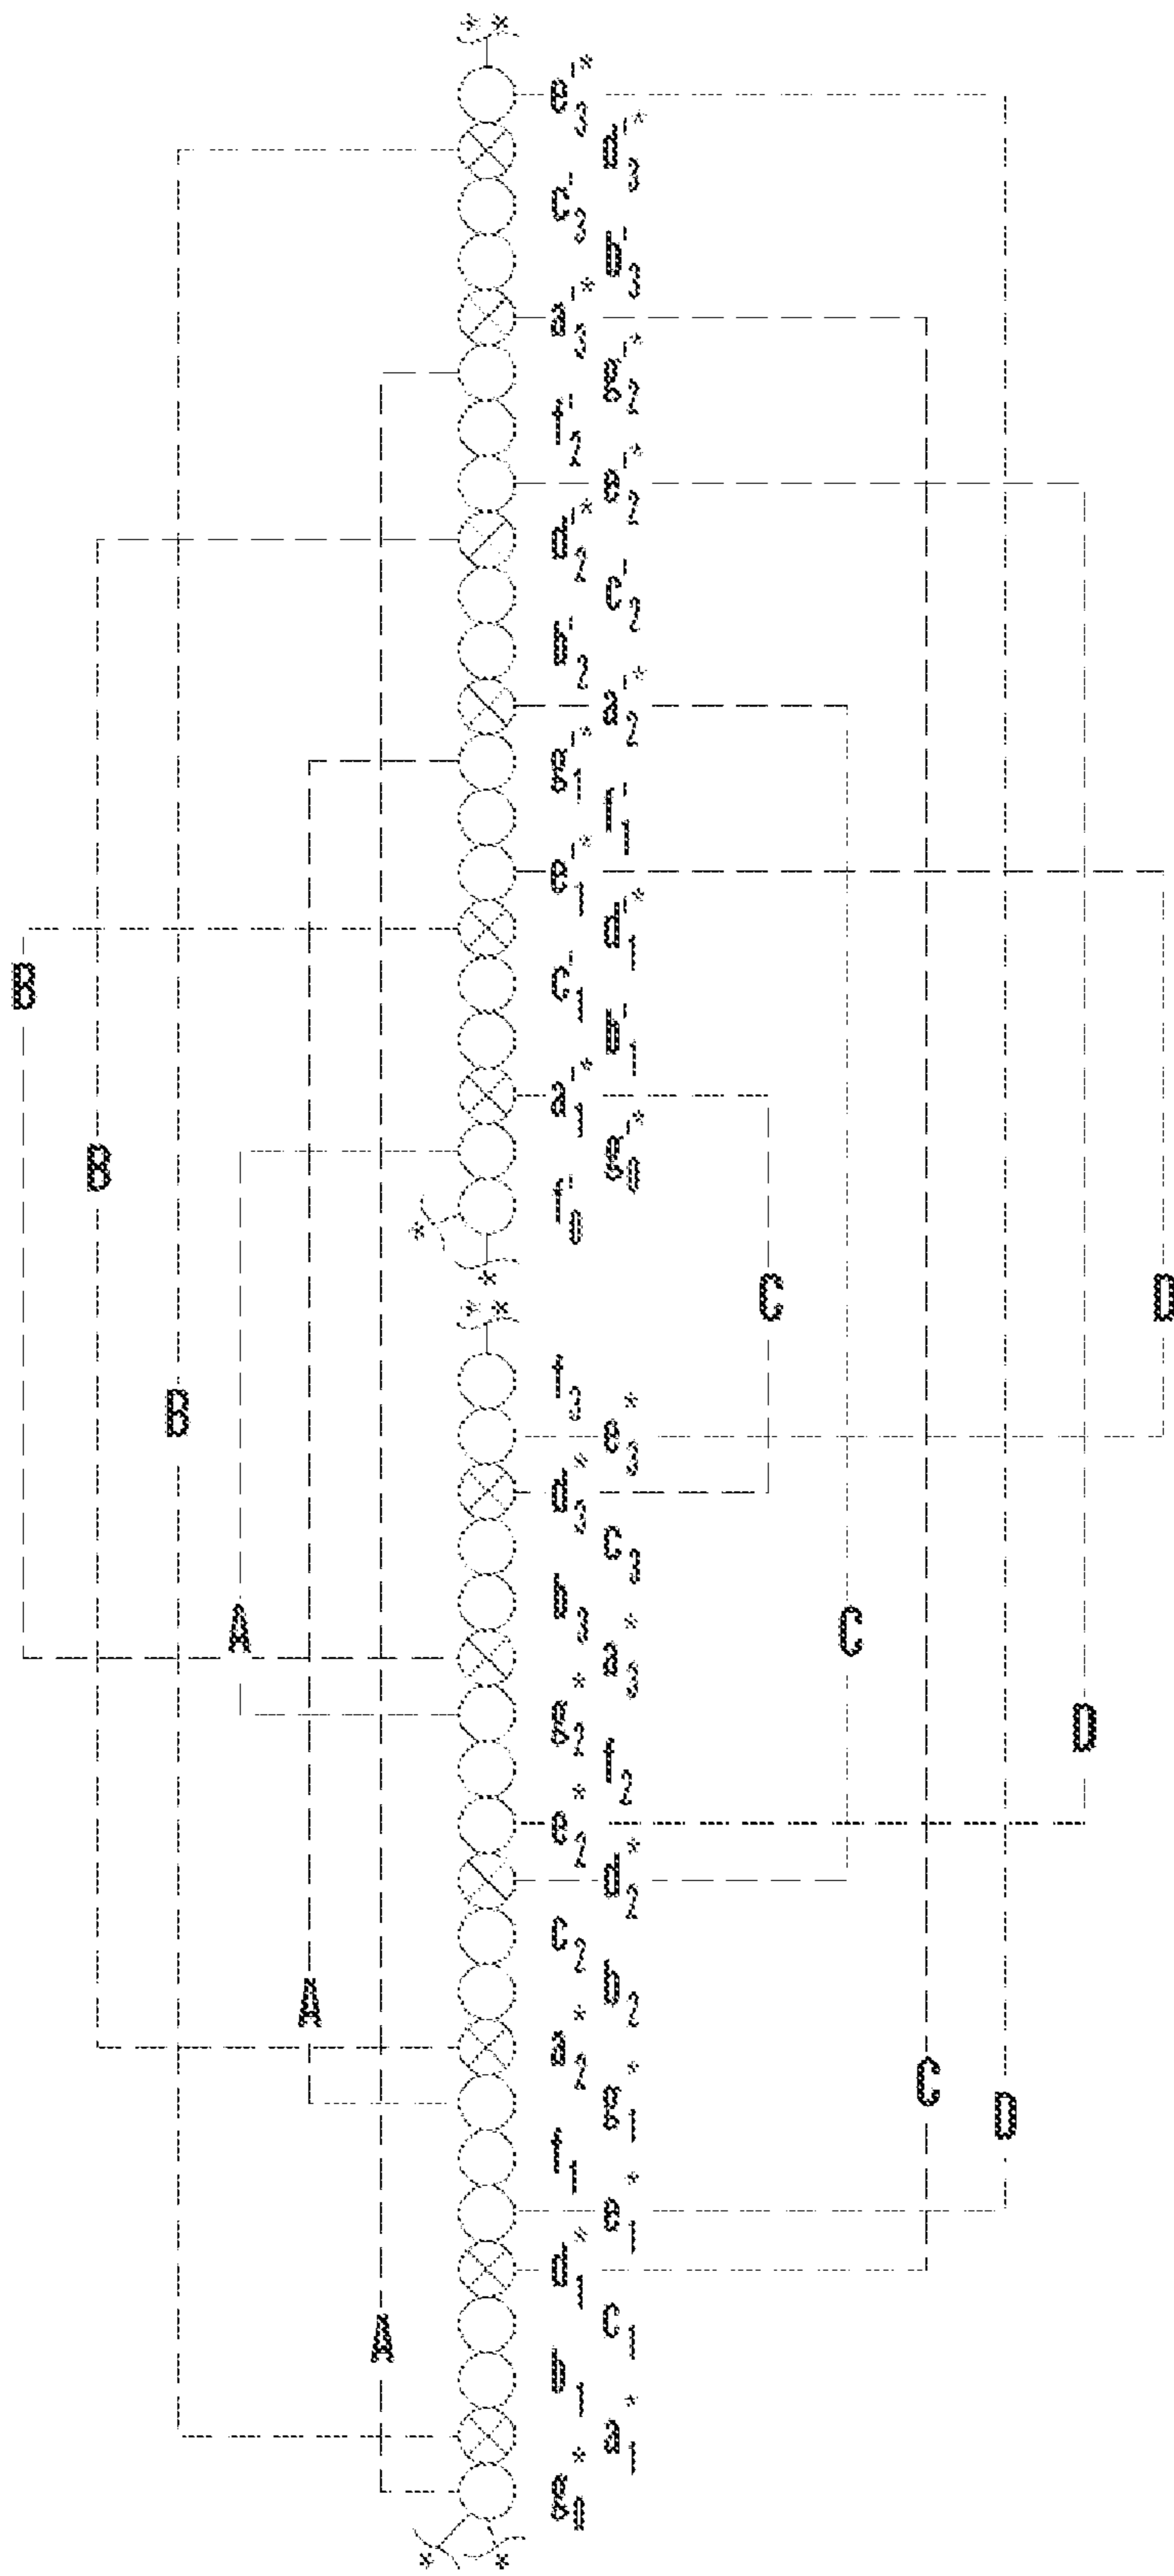 B
B
B
A
A
A
* *
* *
* * * *
g₀* b₁ d₁* f₁ a₂* c₂ e₂* g₂* b₃ d₃* f₃ f₀' a₁'* c₁' e₁'* g₁'* b₂' d₂'* f₂' a₃'* c₃' e₃'*
a₁* c₁ e₁* g₁* b₂ d₂* f₂ a₃* c₃ e₃* g₀'* b₁' d₁'* f₁' a₂'* c₂' e₂'* g₂'* b₃' d₃'*
C
C
C
D
D
D